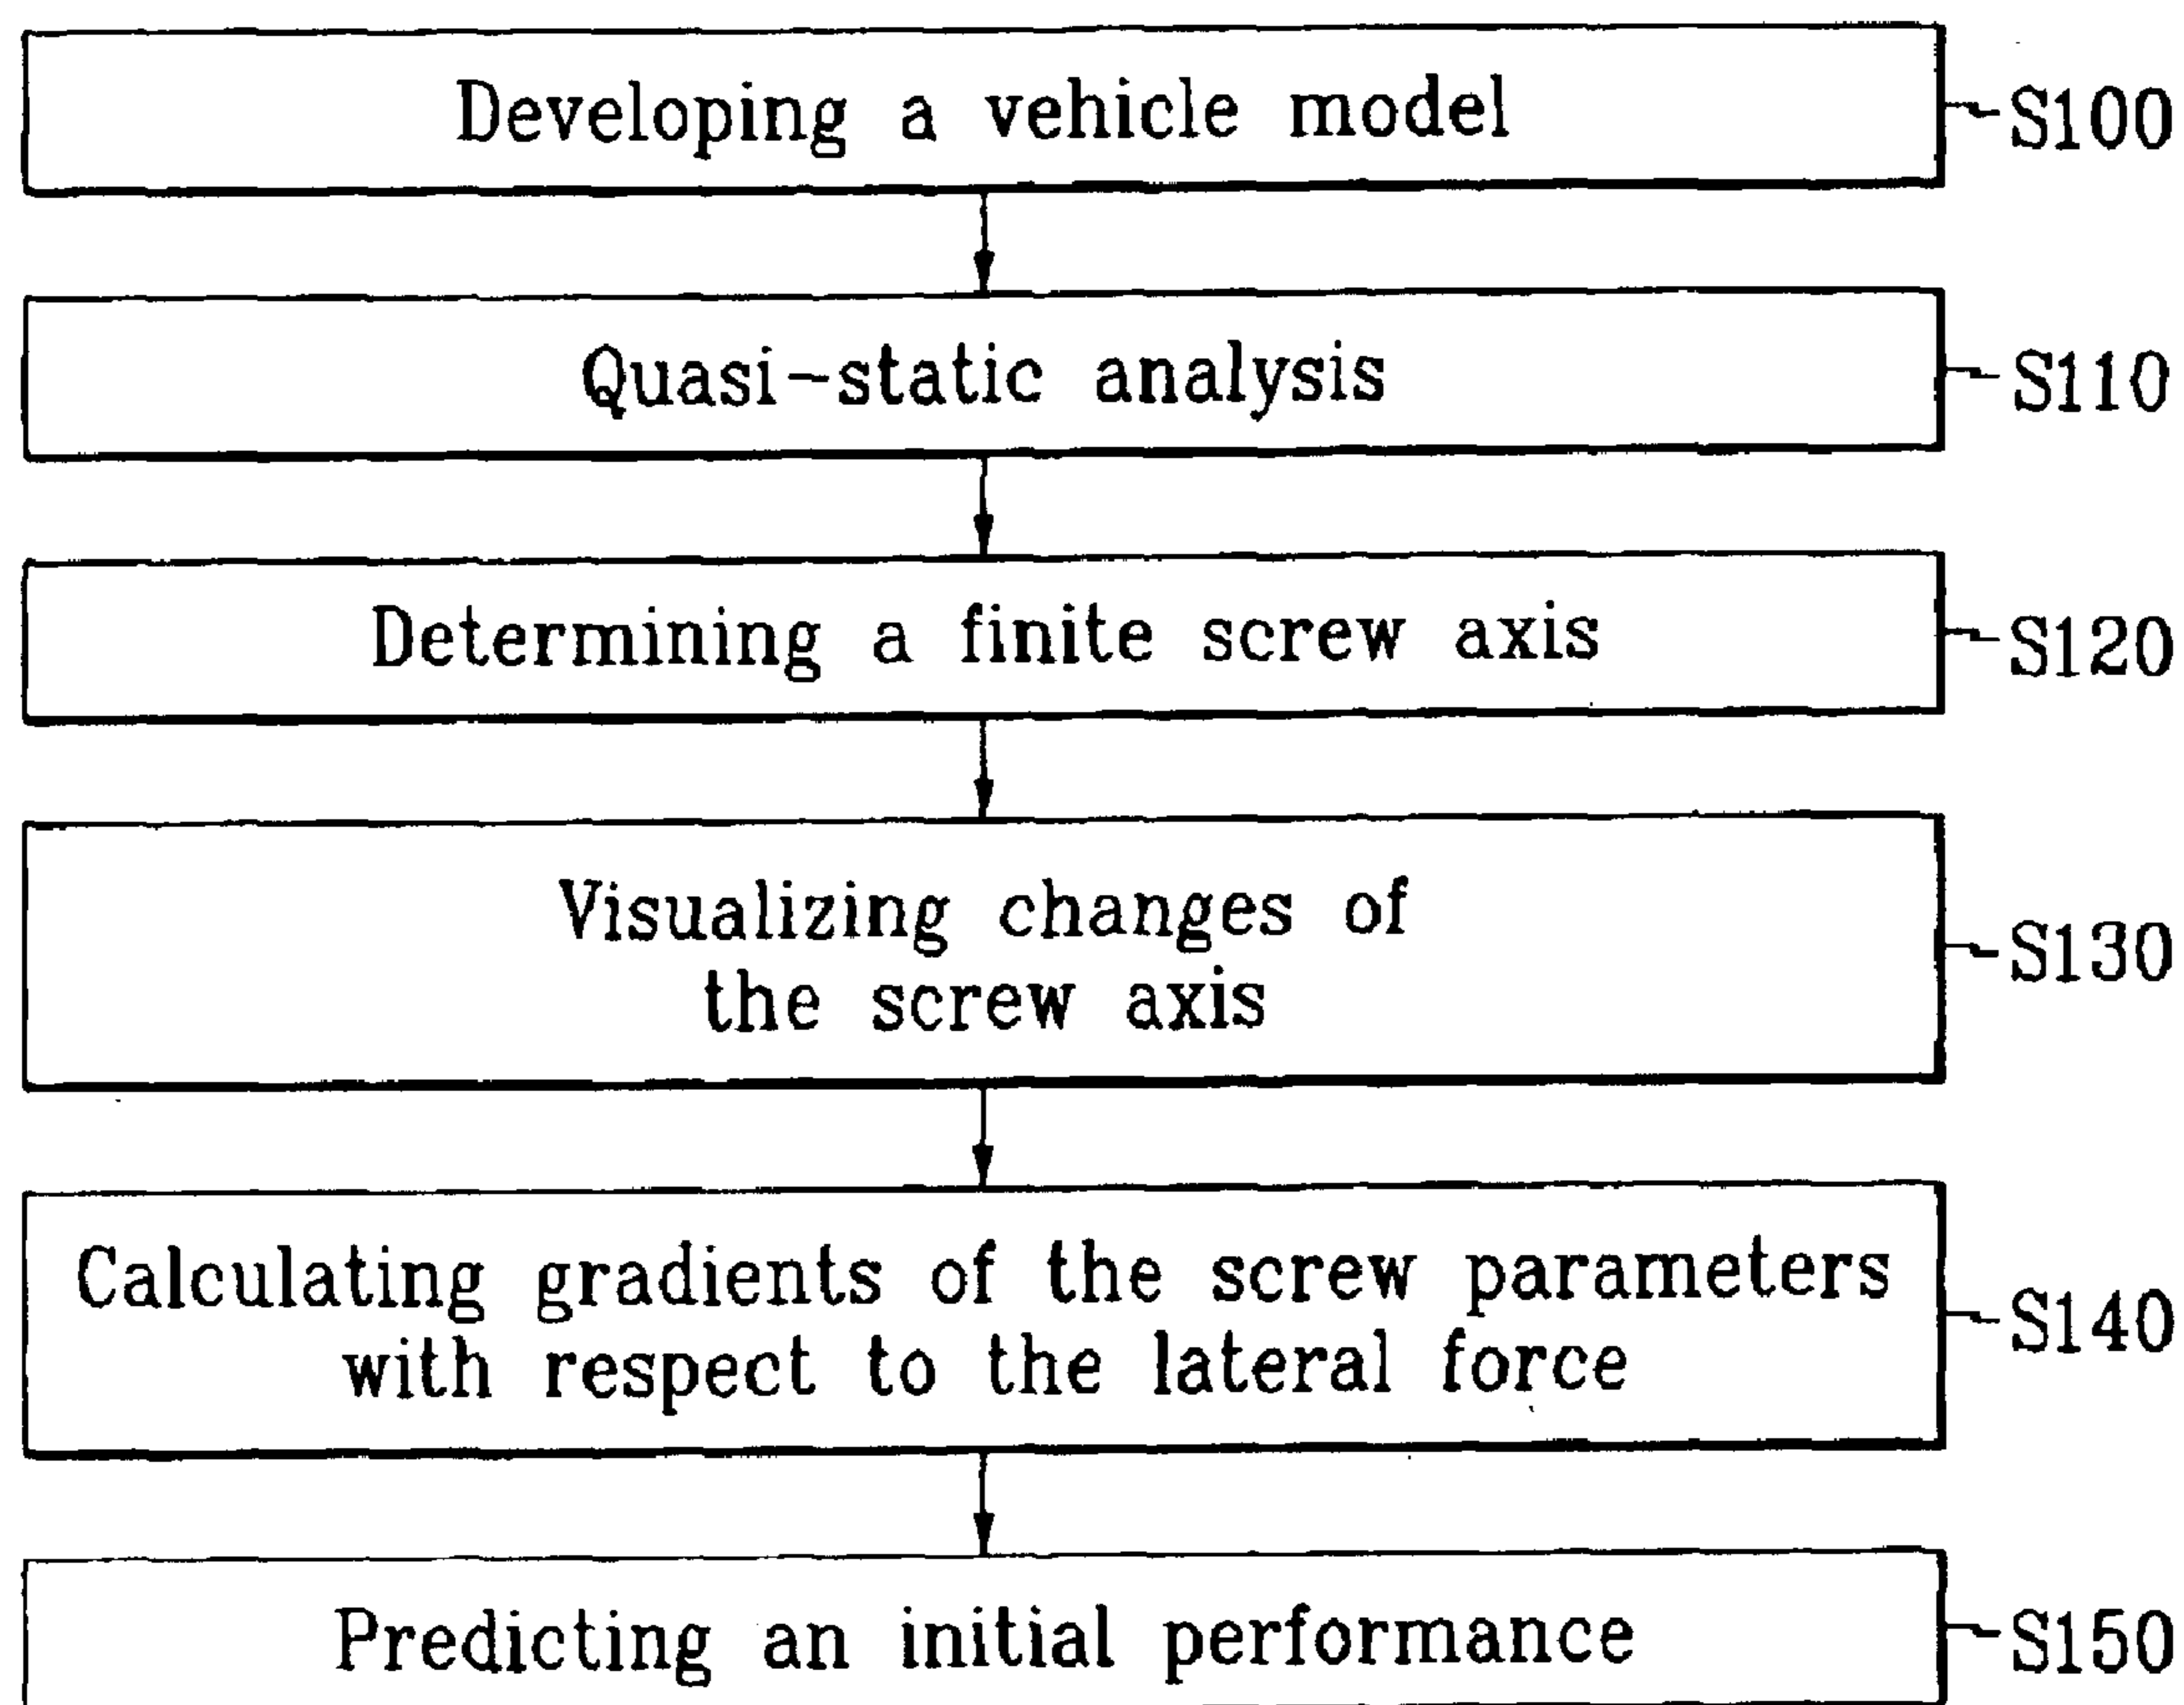 Developing a vehicle model
S100
Quasi-static analysis
S110
Determining a finite screw axis
S120
Visualizing changes of
the screw axis
S130
Calculating gradients of the screw parameters
with respect to the lateral force
S140
Predicting an initial performance
S150